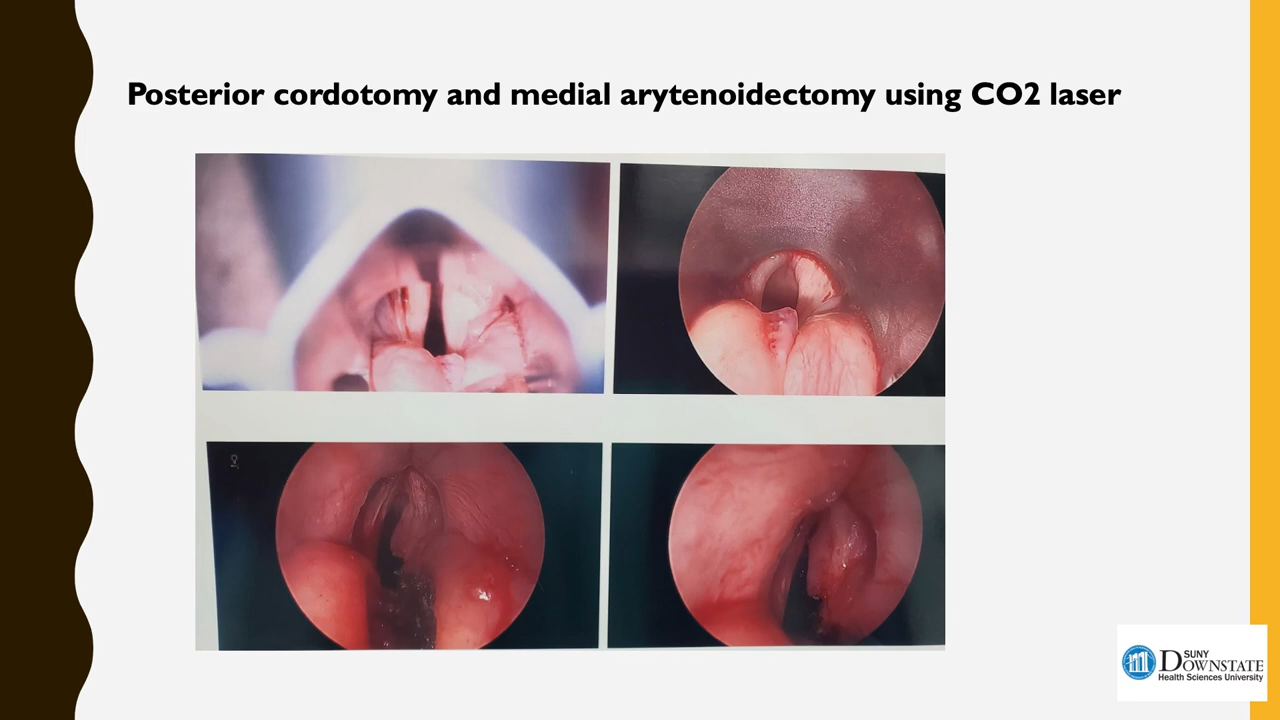 Posterior cordotomy and medial arytenoidectomy using CO2 laser
SUNY
DOWNSTATE
Health Sciences University